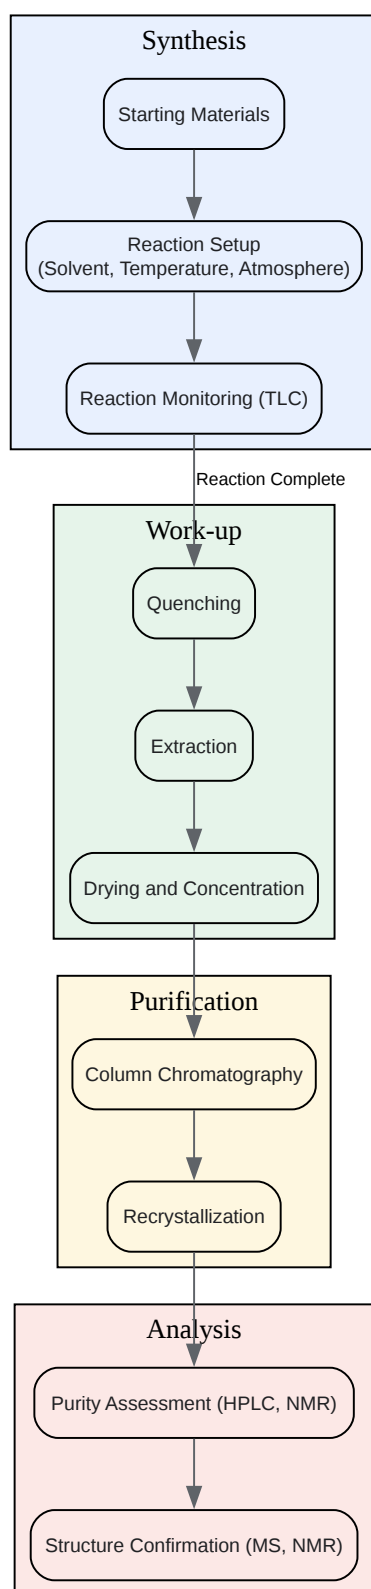 Synthesis
Starting Materials
Reaction Setup
(Solvent, Temperature, Atmosphere)
Reaction Monitoring (TLC)
Reaction Complete
Work-up
Quenching
Extraction
Drying and Concentration
Purification
Column Chromatography
Recrystallization
Analysis
Purity Assessment (HPLC, NMR)
Structure Confirmation (MS, NMR)